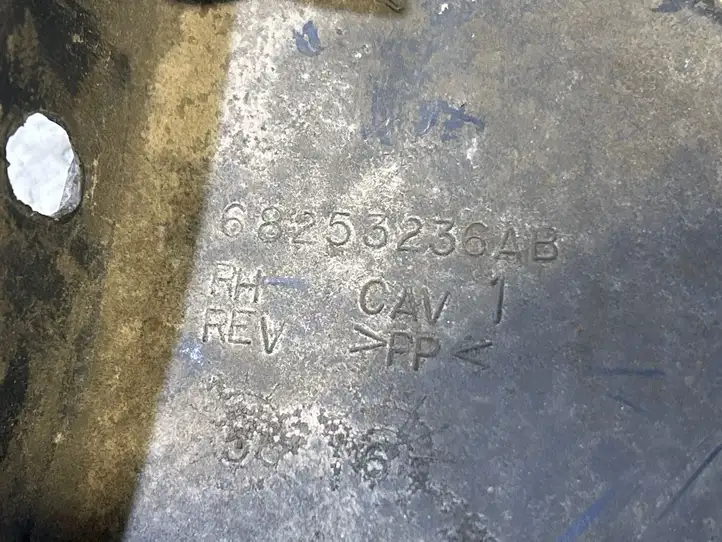 68253236AB
RH CAV 1
REV >PP<